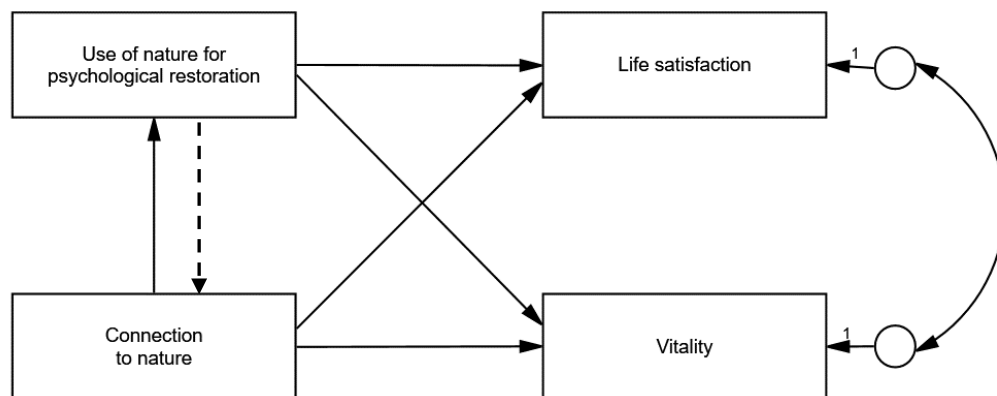 Use of nature for
psychological restoration
Life satisfaction
1
Connection
to nature
Vitality
1